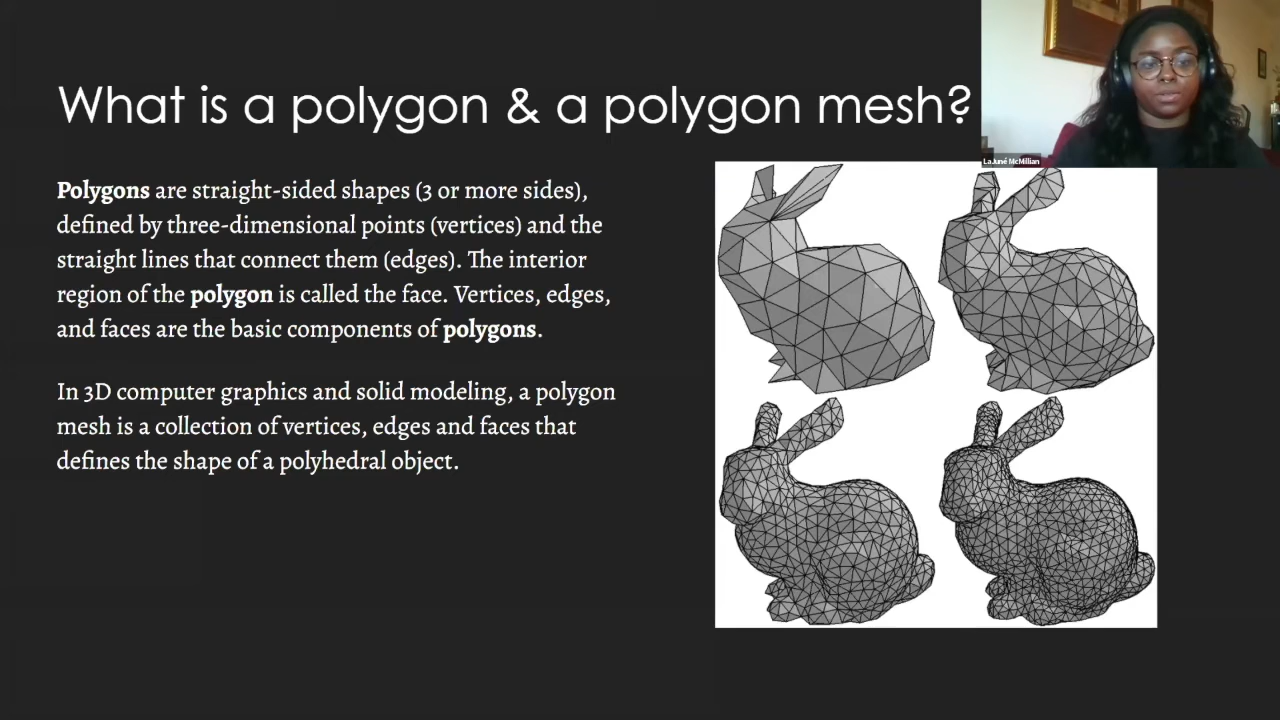 What is a polygon & a polygon mesh?
LaJuné McMillian
Polygons are straight-sided shapes (3 or more sides),
defined by three-dimensional points (vertices) and the
straight lines that connect them (edges). The interior
region of the polygon is called the face. Vertices, edges,
and faces are the basic components of polygons.
In 3D computer graphics and solid modeling, a polygon
mesh is a collection of vertices, edges and faces that
defines the shape of a polyhedral object.